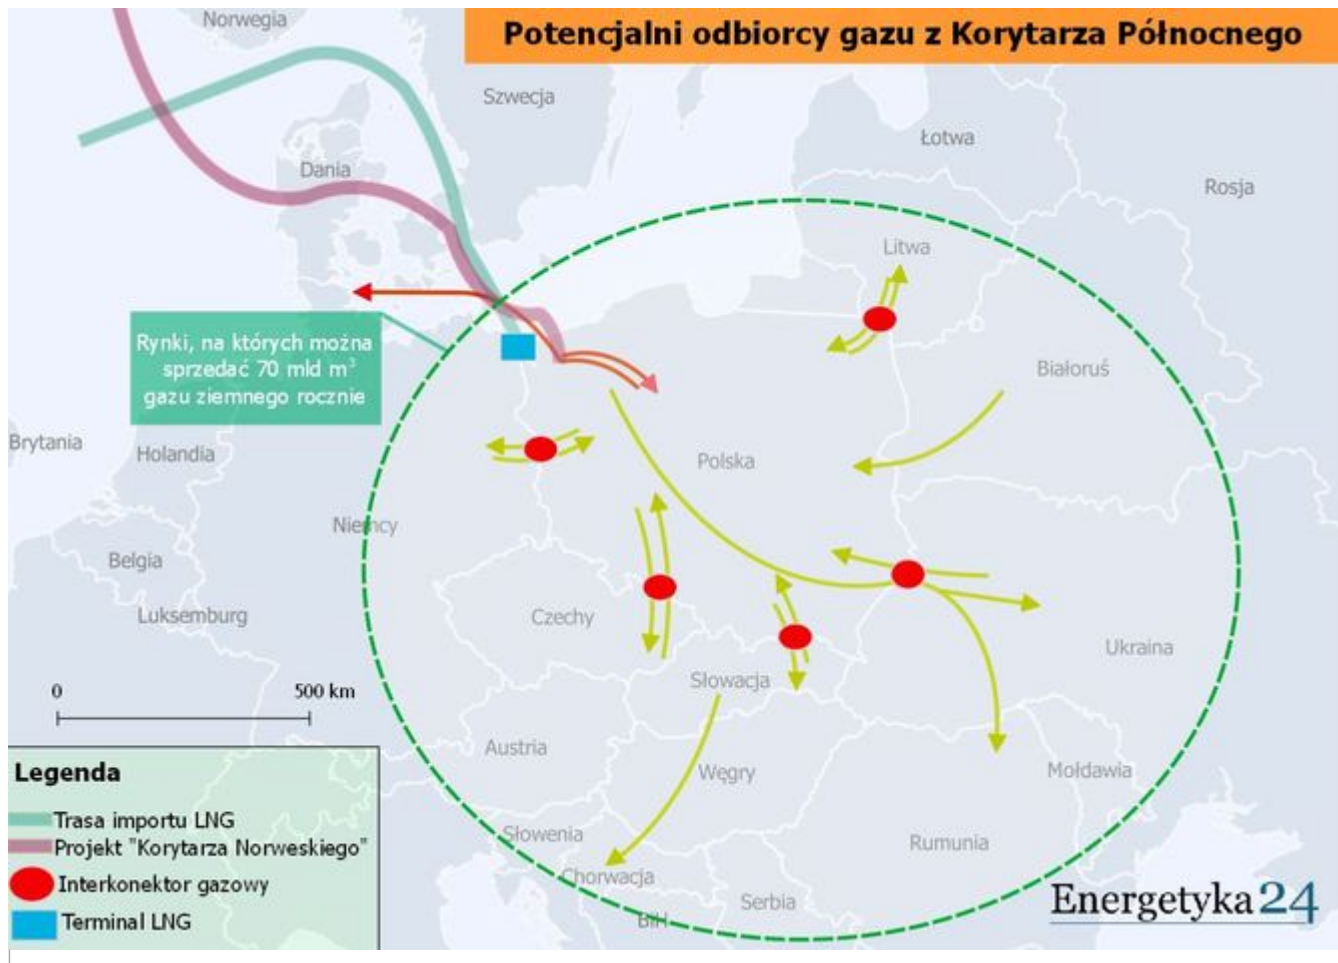 Norwegia
Potencjalni odbiorcy gazu z Korytarza Północnego
Szwecja
Łotwa
Dania
Rosja
Litwa
Rynki, na których można
sprzedać 70 mld m³
gazu ziemnego rocznie
Białoruś
Brytania
Holandia
Polska
Niemcy
Belgia
Luksemburg
Czechy
Ukraina
Słowacja
0 500 km
Austria
Węgry
Mołdawia
Legenda
Trasa importu LNG
Projekt "Korytarza Norweskiego"
Interkonektor gazowy
Terminal LNG
Słowenia
Rumunia
Chorwacja
Serbia
BiH
Energetyka24